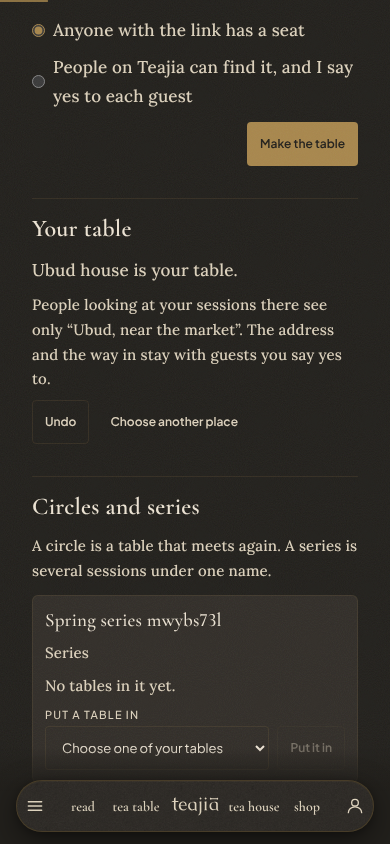 Anyone with the link has a seat
People on Teajia can find it, and I say
yes to each guest
Make the table
Your table
Ubud house is your table.
People looking at your sessions there see
only “Ubud, near the market”. The address
and the way in stay with guests you say yes
to.
Undo
Choose another place
Circles and series
A circle is a table that meets again. A series is
several sessions under one name.
Spring series mwybs73l
Series
No tables in it yet.
PUT A TABLE IN
Choose one of your tables
Put it in
read
tea table
teajiā
tea house
shop